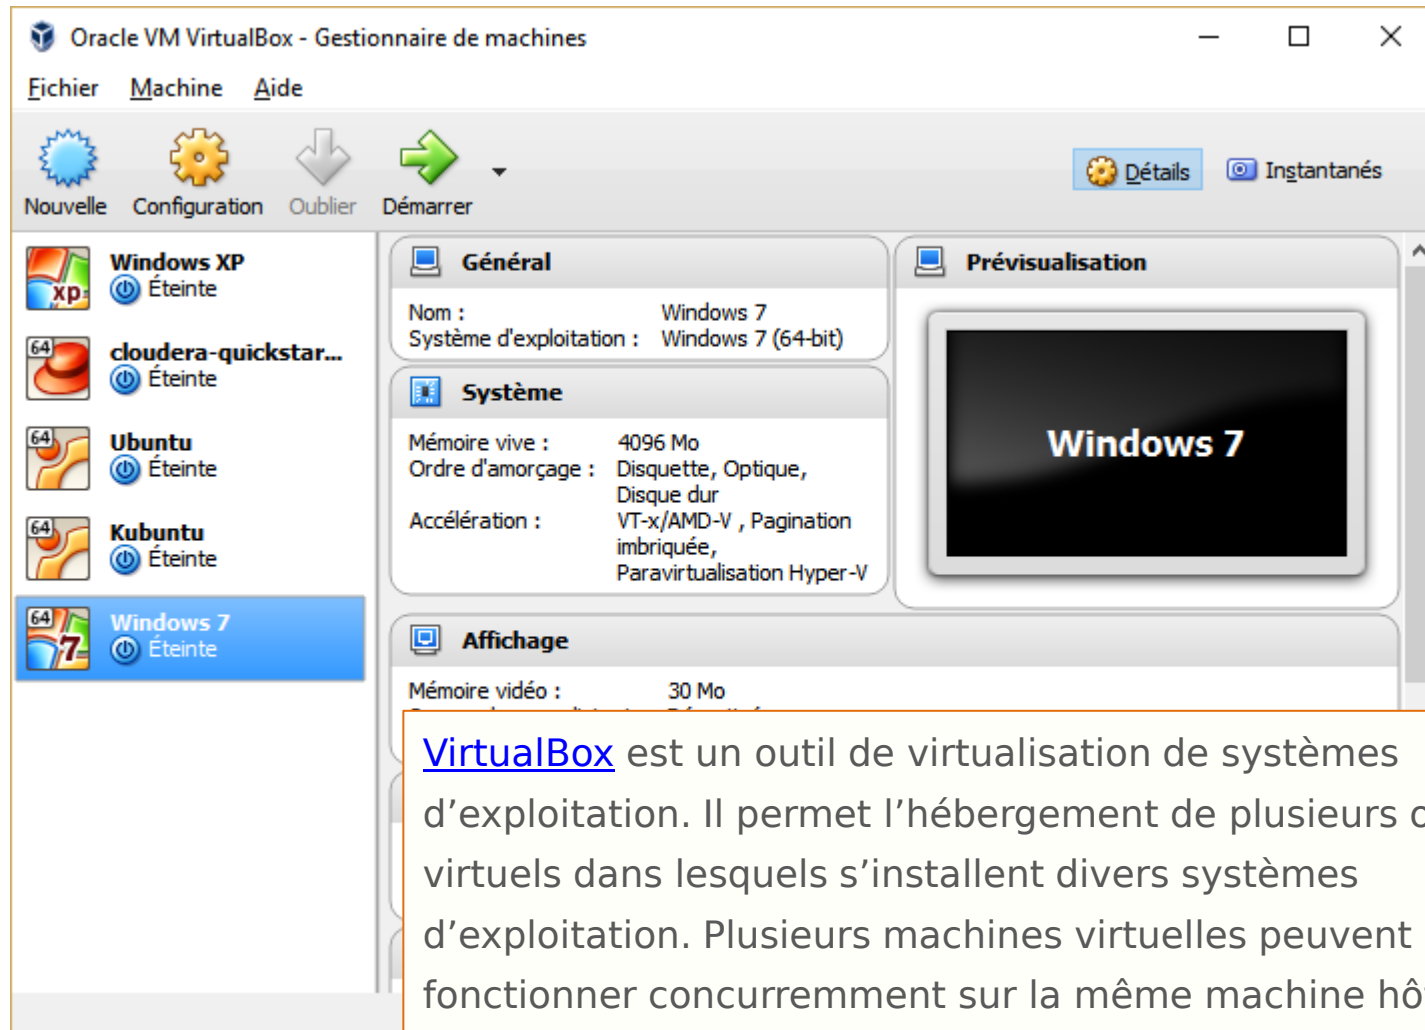 Oracle VM VirtualBox - Gestionnaire de machines
Fichier Machine Aide
Nouvelle Configuration Oublier Démarrer
Détails Instantanés
Windows XP
Éteinte
64
cloudera-quickstar...
Éteinte
64
Ubuntu
Éteinte
64
Kubuntu
Éteinte
64
Windows 7
Éteinte
Général
Nom : Windows 7
Système d'exploitation : Windows 7 (64-bit)
Système
Mémoire vive : 4096 Mo
Ordre d'amorçage : Disquette, Optique,
Disque dur
Accélération : VT-x/AMD-V , Pagination
imbriquée,
Paravirtualisation Hyper-V
Prévisualisation
Windows 7
Affichage
Mémoire vidéo : 30 Mo
VirtualBox est un outil de virtualisation de systèmes
d’exploitation. Il permet l’hébergement de plusieurs
virtuels dans lesquels s’installent divers systèmes
d’exploitation. Plusieurs machines virtuelles peuvent
fonctionner concurremment sur la même machine